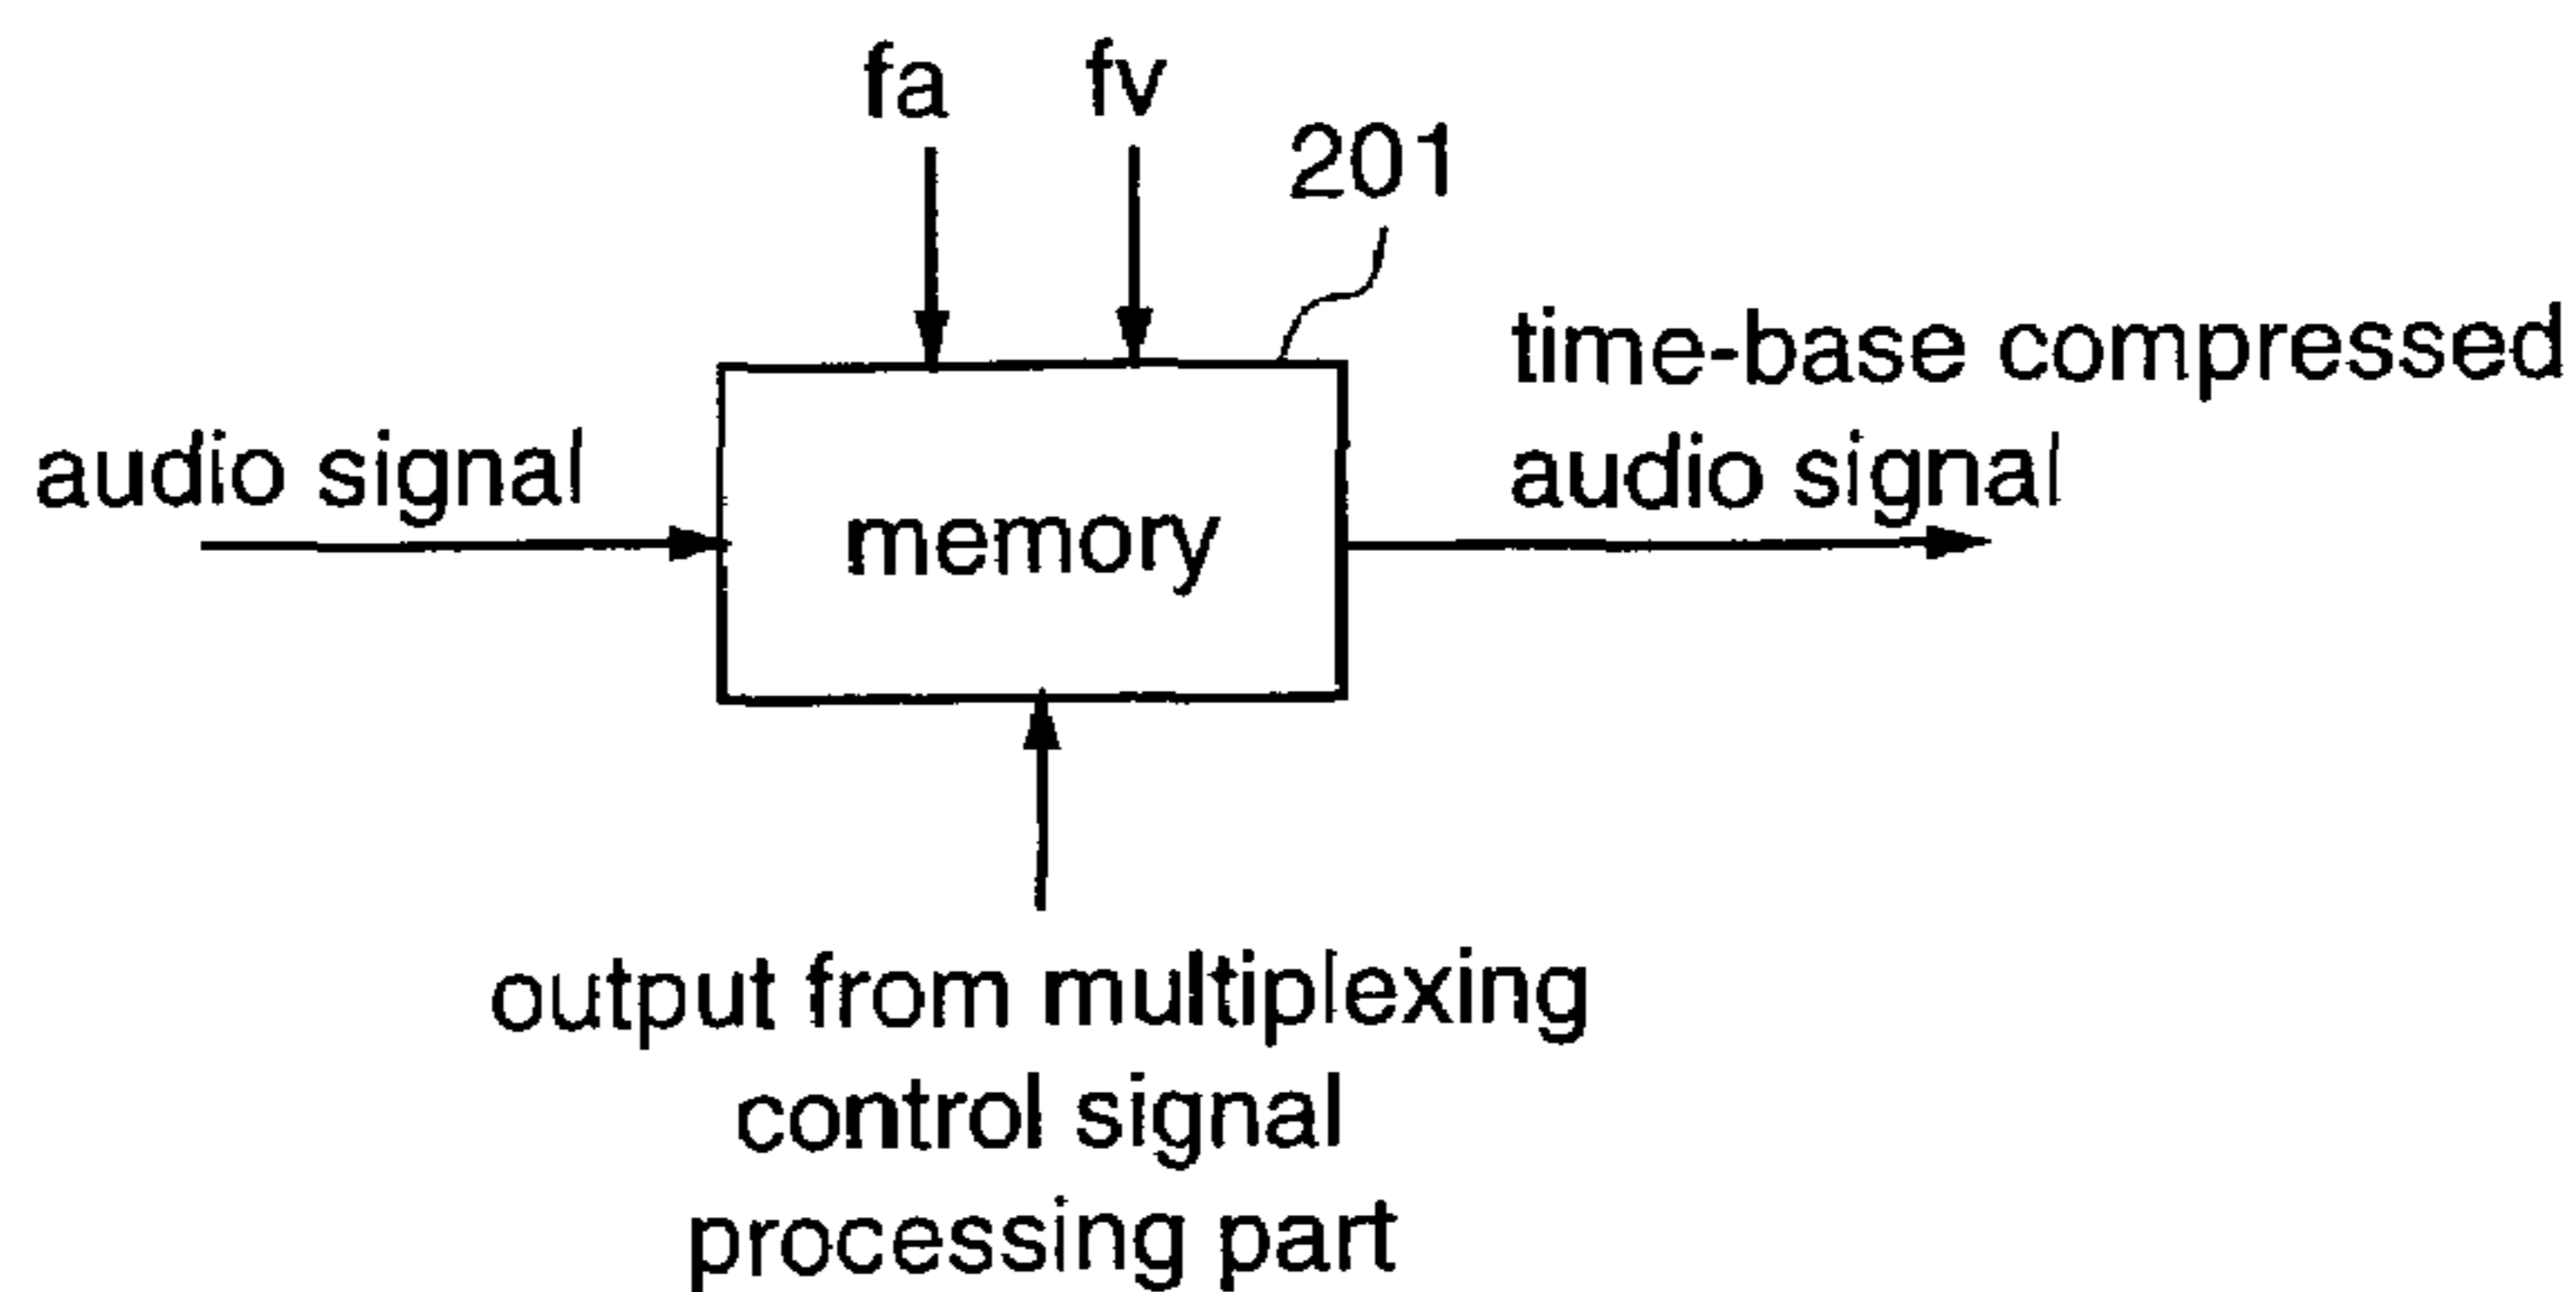 fa fv
201
time-base compressed
audio signal
audio signal
memory
output from multiplexing
control signal
processing part